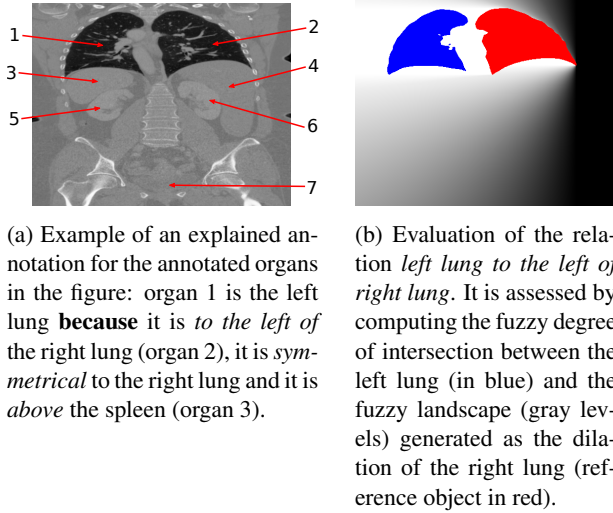 1
2
3
4
5
6
7
(a) Example of an explained an-
notation for the annotated organs
in the figure: organ 1 is the left
lung because it is to the left of
the right lung (organ 2), it is sym-
metrical to the right lung and it is
above the spleen (organ 3).
(b) Evaluation of the rela-
tion left lung to the left of
right lung. It is assessed by
computing the fuzzy degree
of intersection between the
left lung (in blue) and the
fuzzy landscape (gray lev-
els) generated as the dila-
tion of the right lung (ref-
erence object in red).